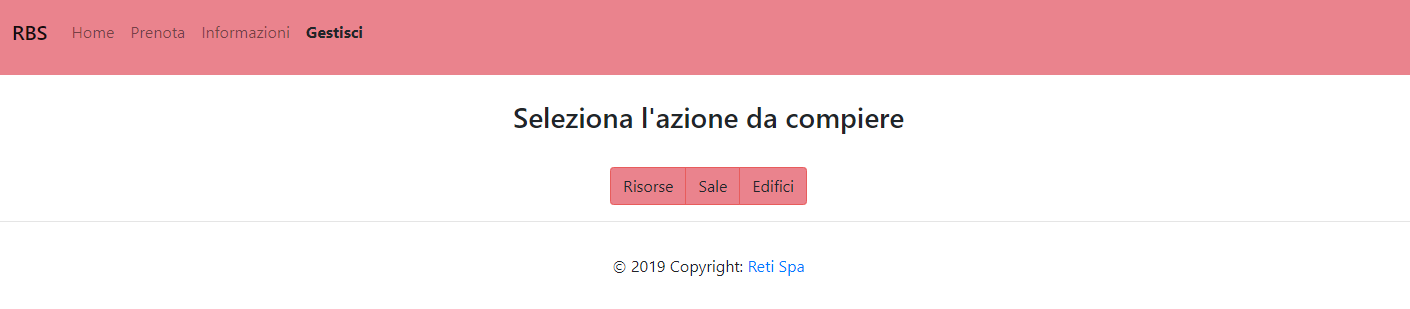 RBS Home Prenota Informazioni Gestisci
Seleziona l'azione da compiere
Risorse Sale Edifici
© 2019 Copyright: Reti Spa